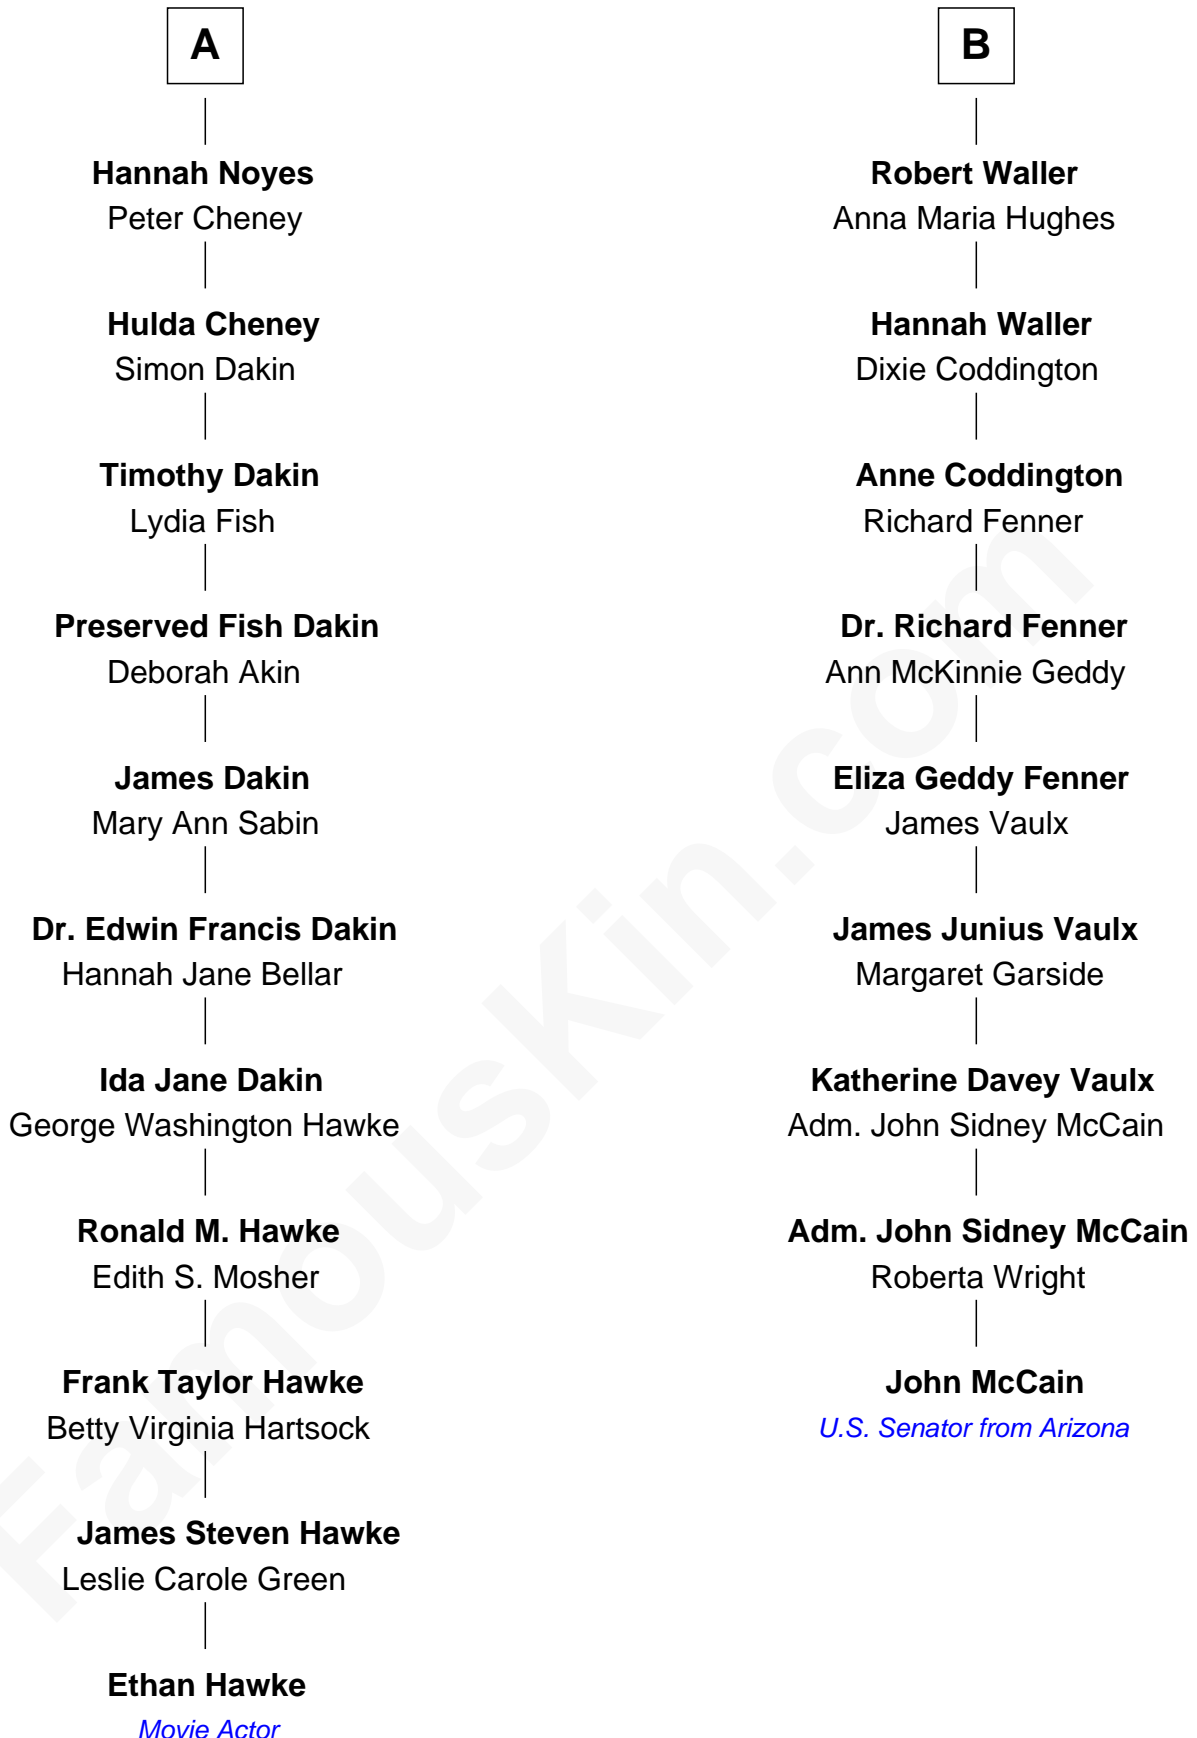 A
Hannah Noyes
Peter Cheney
Hulda Cheney
Simon Dakin
Timothy Dakin
Lydia Fish
Preserved Fish Dakin
Deborah Akin
James Dakin
Mary Ann Sabin
Dr. Edwin Francis Dakin
Hannah Jane Bellar
Ida Jane Dakin
George Washington Hawke
Ronald M. Hawke
Edith S. Mosher
Frank Taylor Hawke
Betty Virginia Hartsock
James Steven Hawke
Leslie Carole Green
Ethan Hawke
Movie Actor
B
Robert Waller
Anna Maria Hughes
Hannah Waller
Dixie Coddington
Anne Coddington
Richard Fenner
Dr. Richard Fenner
Ann McKinnie Geddy
Eliza Geddy Fenner
James Vaulx
James Junius Vaulx
Margaret Garside
Katherine Davey Vaulx
Adm. John Sidney McCain
Adm. John Sidney McCain
Roberta Wright
John McCain
U.S. Senator from Arizona
FamousKin.com